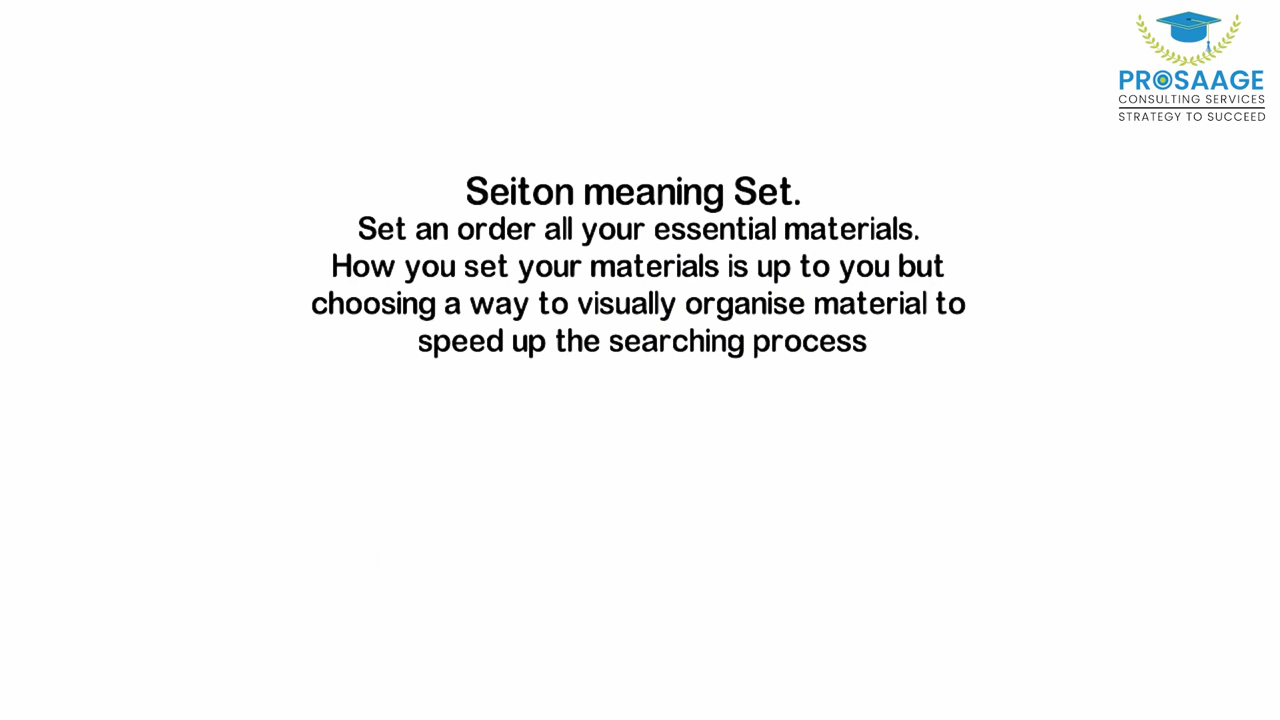 PROSAAGE
CONSULTING SERVICES
STRATEGY TO SUCCEED
Seiton meaning Set.
Set an order all your essential materials.
How you set your materials is up to you but
choosing a way to visually organise material to
speed up the searching process